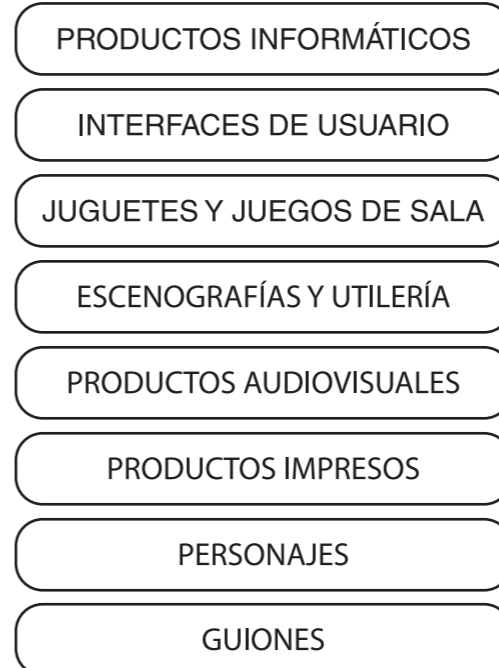 PRODUCTOS INFORMÁTICOS
INTERFACES DE USUARIO
JUGUETES Y JUEGOS DE SALA
ESCENOGRAFÍAS Y UTILERÍA
PRODUCTOS AUDIOVISUALES
PRODUCTOS IMPRESOS
PERSONAJES
GUIONES